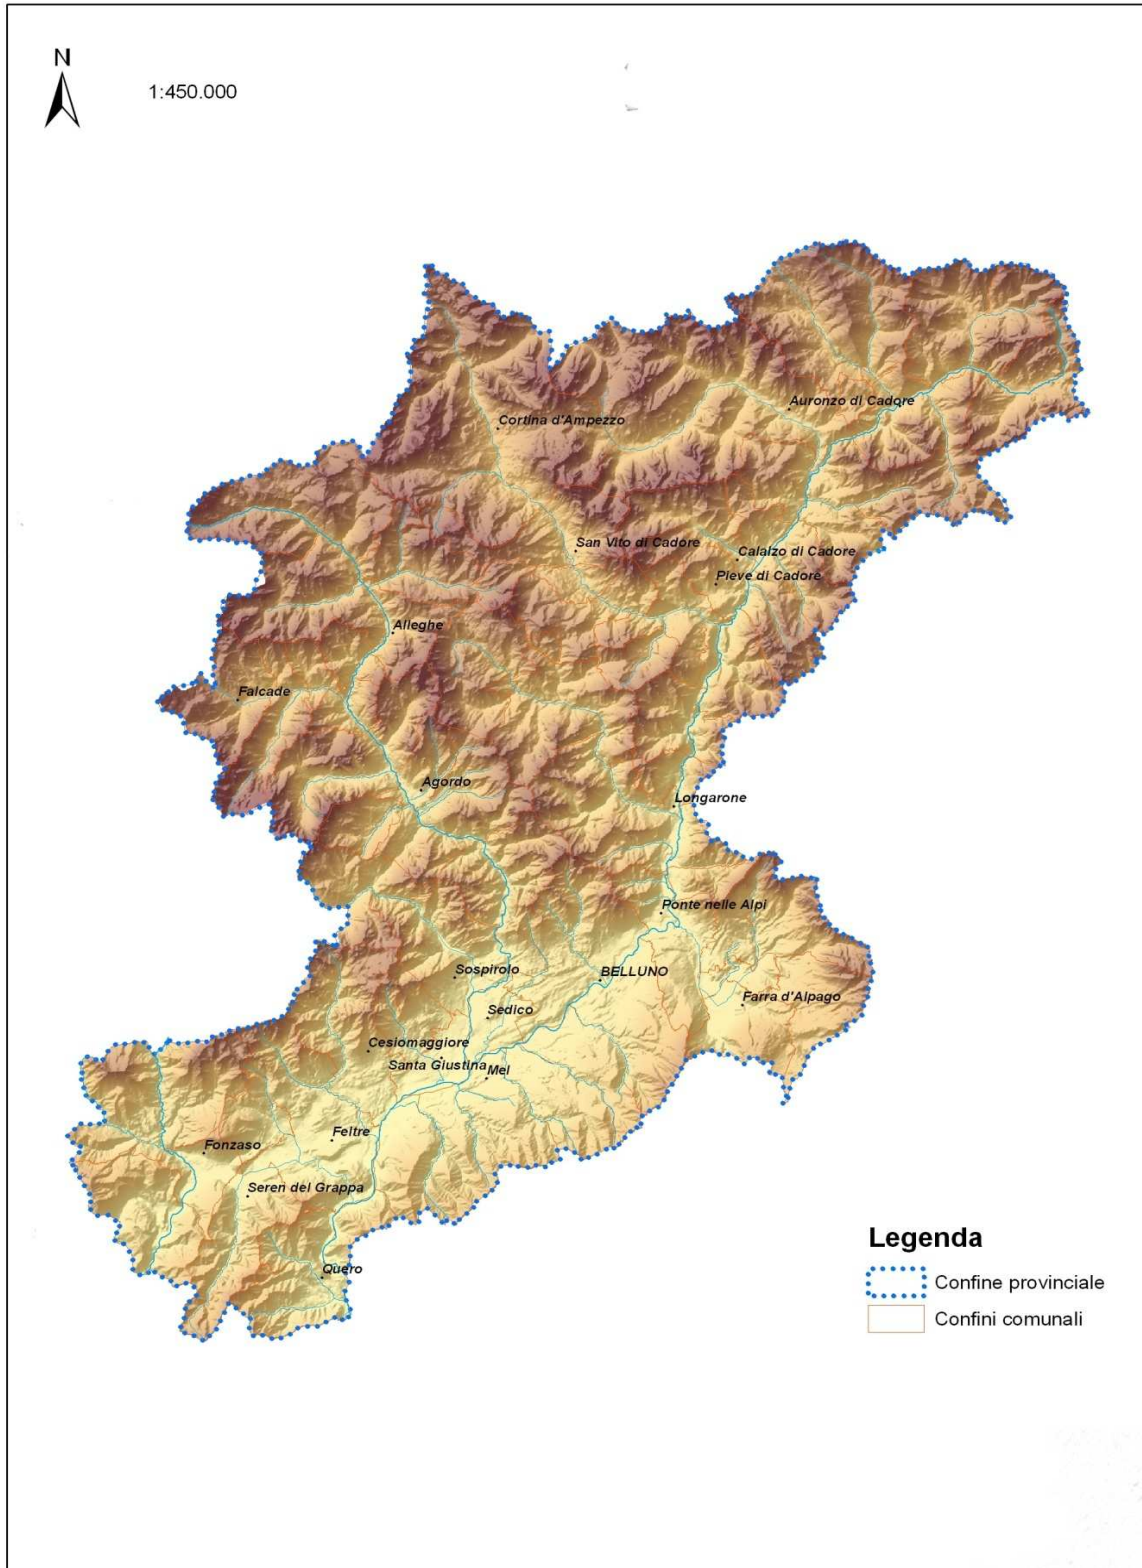 N
1:450.000
Auronzo di Cadore
Cortina d'Ampezzo
San Vito di Cadore
Calalzo di Cadore
Pieve di Cadore
Alleghe
Falcade
Agordo
Longarone
Ponte nelle Alpi
Sospirolo
BELLUNO
Farra d'Alpago
Sedico
Cesiomaggiore
Santa Giustina
Mel
Feltre
Fonzaso
Seren del Grappa
Quero
Legenda
Confine provinciale
Confini comunali